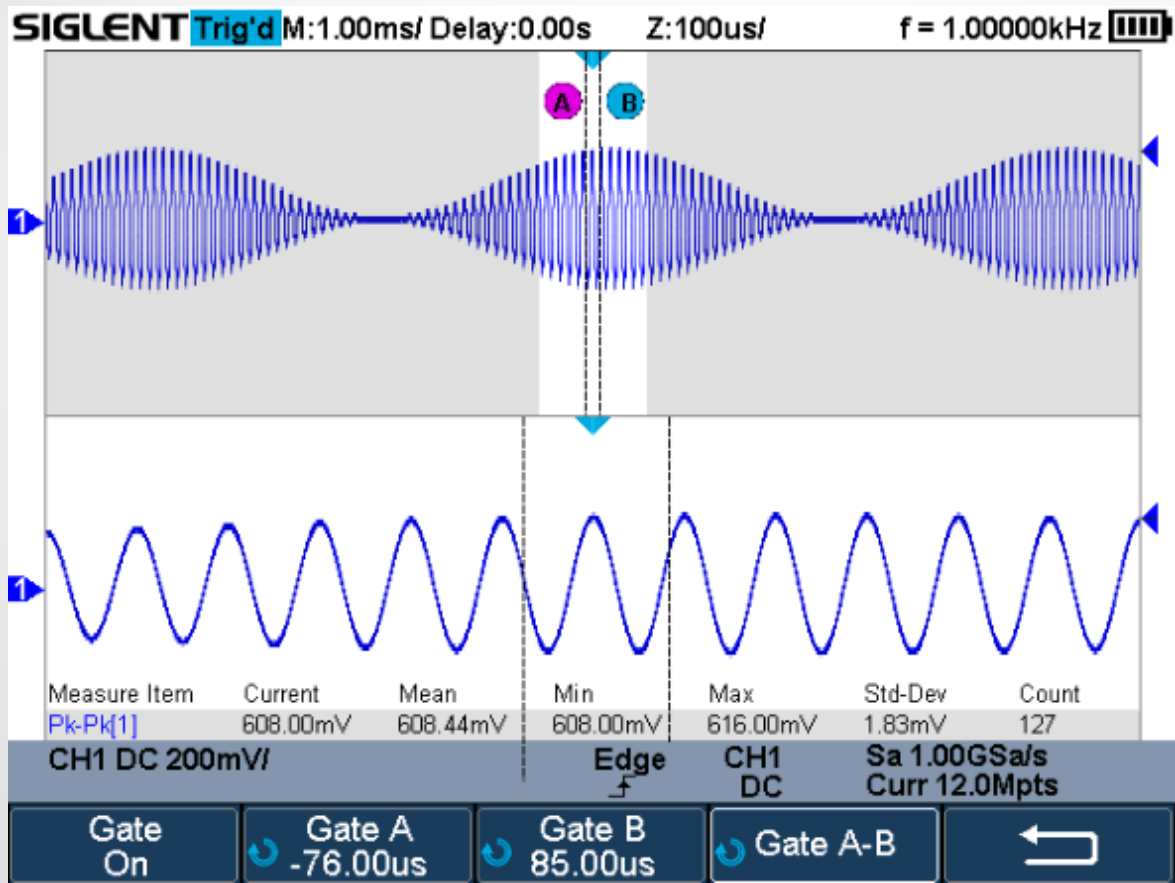 SIGLENT Trig'd M:1.00ms/ Delay:0.00s Z:100us/ f = 1.00000kHz
A B
1
1
Measure Item Current Mean Min Max Std-Dev Count
Pk-Pk[1] 608.00mV 608.44mV 608.00mV 616.00mV 1.83mV 127
CH1 DC 200mV/ Edge CH1 Sa 1.00GSa/s
DC Curr 12.0Mpts
Gate Gate A Gate B Gate A-B
On -76.00us 85.00us